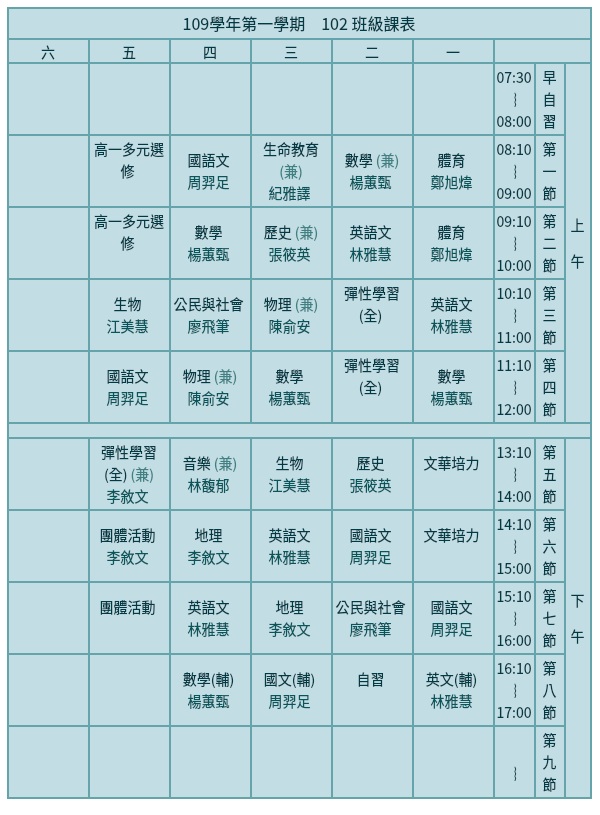 109學年第一學期　102 班級課表
六 五 四 三 二 一
07:30
⌇
08:00
早
自
習
上
午
高一多元選
修
國語文
周羿足
生命教育
(兼)
紀雅譯
數學 (兼)
楊蕙甄
體育
鄭旭煒
08:10
⌇
09:00
第
一
節
高一多元選
修
數學
楊蕙甄
歷史 (兼)
張筱英
英語文
林雅慧
體育
鄭旭煒
09:10
⌇
10:00
第
二
節
生物
江美慧
公民與社會
廖飛筆
物理 (兼)
陳俞安
彈性學習
(全)
英語文
林雅慧
10:10
⌇
11:00
第
三
節
國語文
周羿足
物理 (兼)
陳俞安
數學
楊蕙甄
彈性學習
(全)
數學
楊蕙甄
11:10
⌇
12:00
第
四
節
彈性學習
(全) (兼)
李敘文
音樂 (兼)
林馥郁
生物
江美慧
歷史
張筱英
文華培力
13:10
⌇
14:00
第
五
節
下
午
團體活動
李敘文
地理
李敘文
英語文
林雅慧
國語文
周羿足
文華培力
14:10
⌇
15:00
第
六
節
團體活動
英語文
林雅慧
地理
李敘文
公民與社會
廖飛筆
國語文
周羿足
15:10
⌇
16:00
第
七
節
數學(輔)
楊蕙甄
國文(輔)
周羿足
自習
英文(輔)
林雅慧
16:10
⌇
17:00
第
八
節
⌇
第
九
節